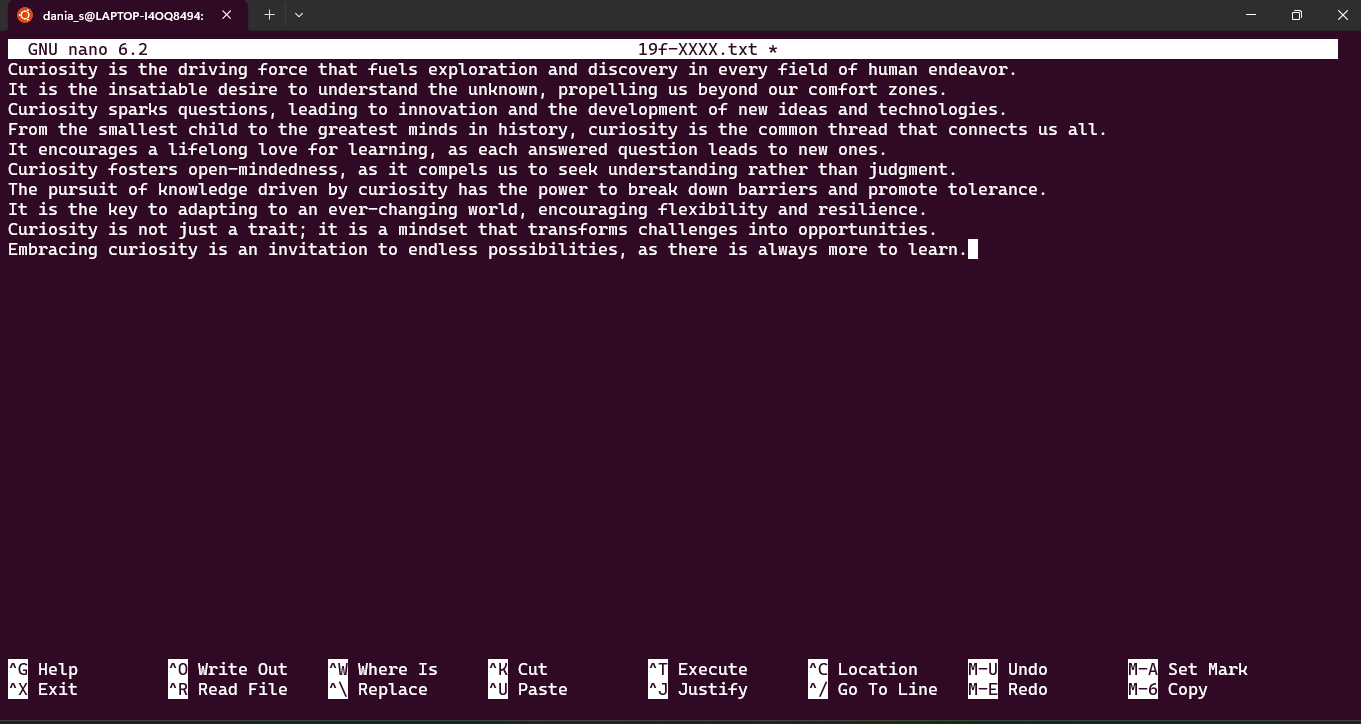 dania_s@LAPTOP-I4OQ8494:
GNU nano 6.2 19f-XXXX.txt *
Curiosity is the driving force that fuels exploration and discovery in every field of human endeavor.
It is the insatiable desire to understand the unknown, propelling us beyond our comfort zones.
Curiosity sparks questions, leading to innovation and the development of new ideas and technologies.
From the smallest child to the greatest minds in history, curiosity is the common thread that connects us all.
It encourages a lifelong love for learning, as each answered question leads to new ones.
Curiosity fosters open-mindedness, as it compels us to seek understanding rather than judgment.
The pursuit of knowledge driven by curiosity has the power to break down barriers and promote tolerance.
It is the key to adapting to an ever-changing world, encouraging flexibility and resilience.
Curiosity is not just a trait; it is a mindset that transforms challenges into opportunities.
Embracing curiosity is an invitation to endless possibilities, as there is always more to learn.
^G Help ^O Write Out ^W Where Is ^K Cut ^T Execute ^C Location M-U Undo M-A Set Mark
^X Exit ^R Read File ^\ Replace ^U Paste ^J Justify ^/ Go To Line M-E Redo M-6 Copy